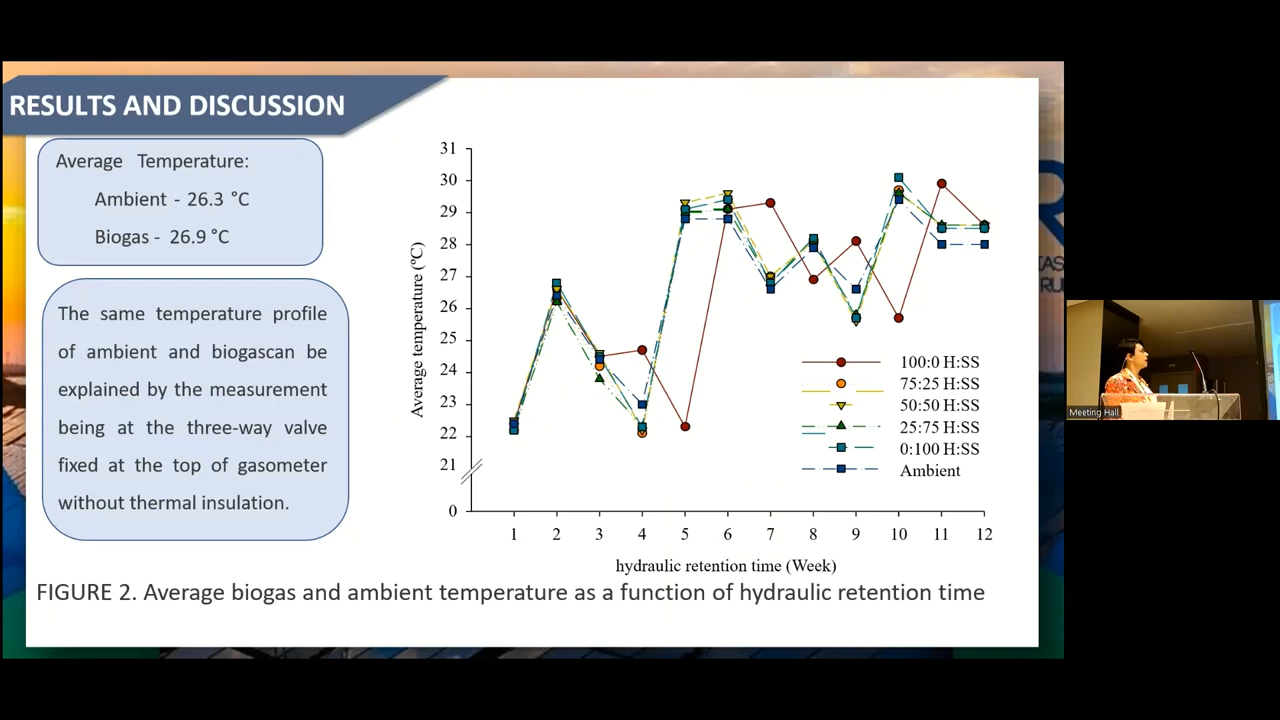 RESULTS AND DISCUSSION
Average Temperature:
Ambient - 26.3 °C
Biogas - 26.9 °C
The same temperature profile
of ambient and biogascan be
explained by the measurement
being at the three-way valve
fixed at the top of gasometer
without thermal insulation.
Average temperature (ºC)
31
30
29
28
27
26
25
24
23
22
21
0
1 2 3 4 5 6 7 8 9 10 11 12
hydraulic retention time (Week)
100:0 H:SS
75:25 H:SS
50:50 H:SS
25:75 H:SS
0:100 H:SS
Ambient
FIGURE 2. Average biogas and ambient temperature as a function of hydraulic retention time
Meeting Hall